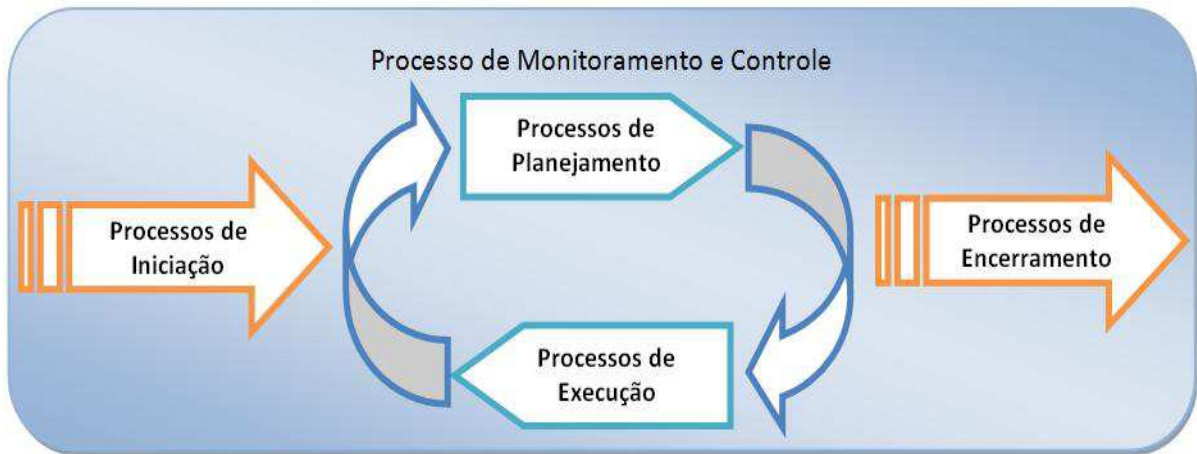 Processo de Monitoramento e Controle
Processos de
Planejamento
Processos de
Iniciação
Processos de
Encerramento
Processos de
Execução